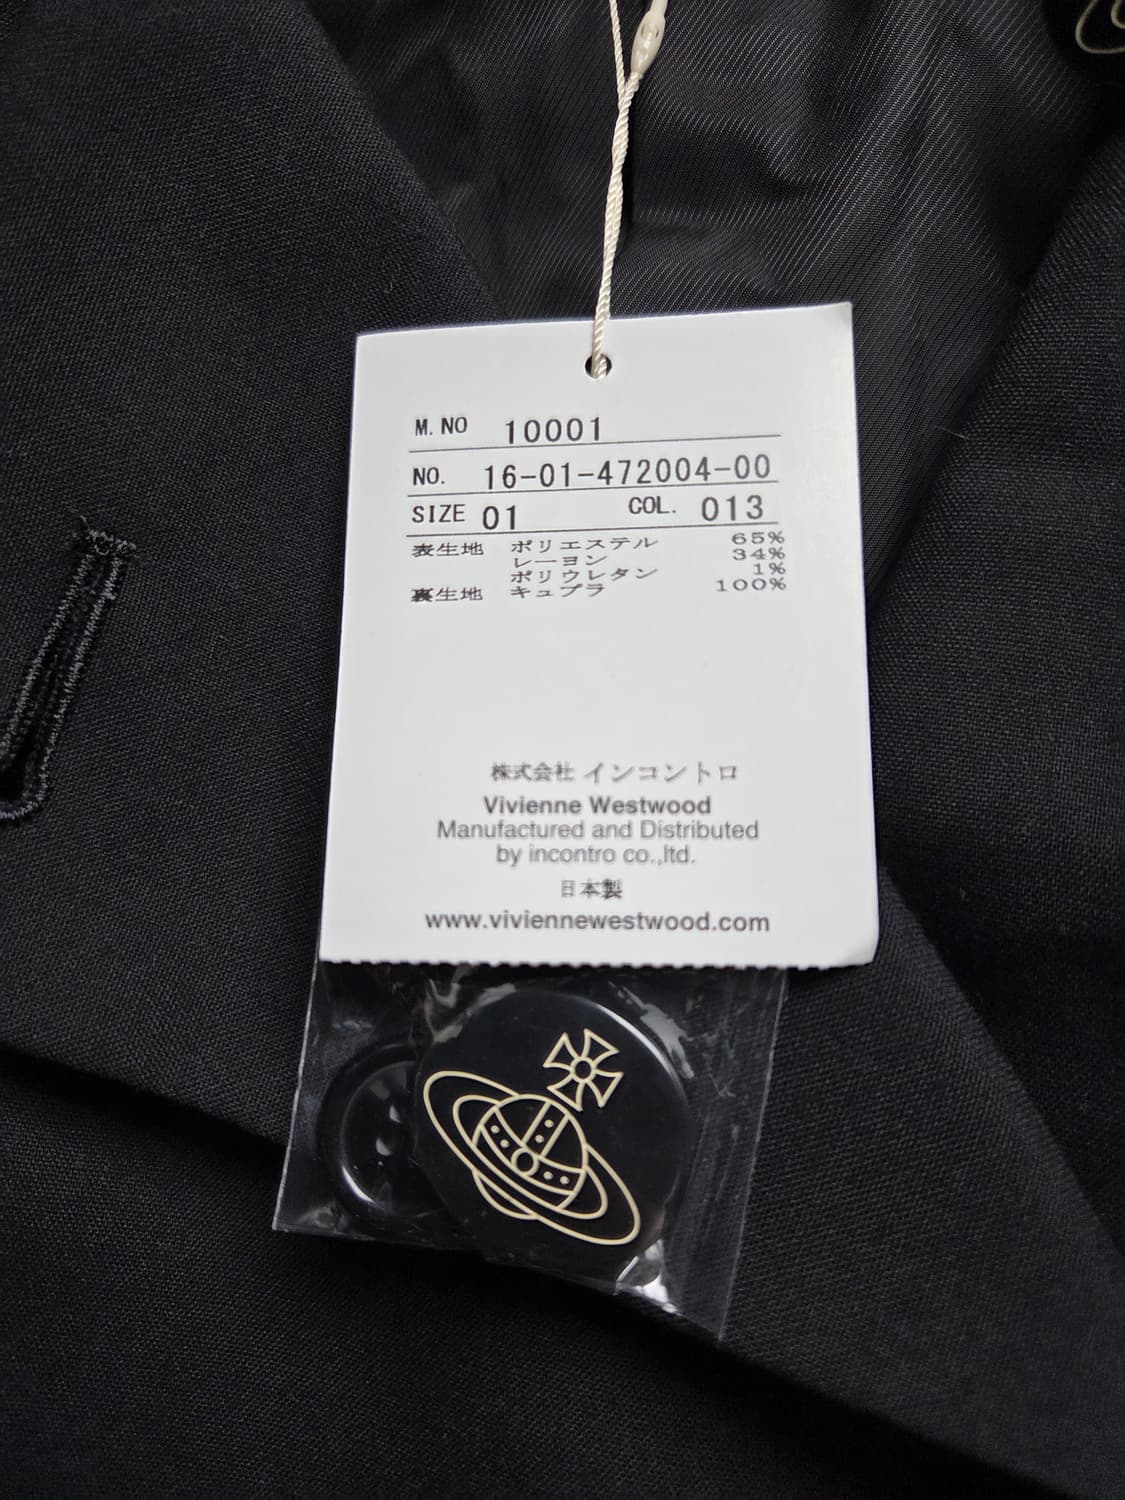 M. NO 10001
NO. 16-01-472004-00
SIZE 01 COL. 013
表生地 ポリエステル 65%
レーヨン 34%
ポリウレタン 1%
裏生地 キュプラ 100%
株式会社 インコントロ
Vivienne Westwood
Manufactured and Distributed
by incontro co.,ltd.
日本製
www.viviennewestwood.com